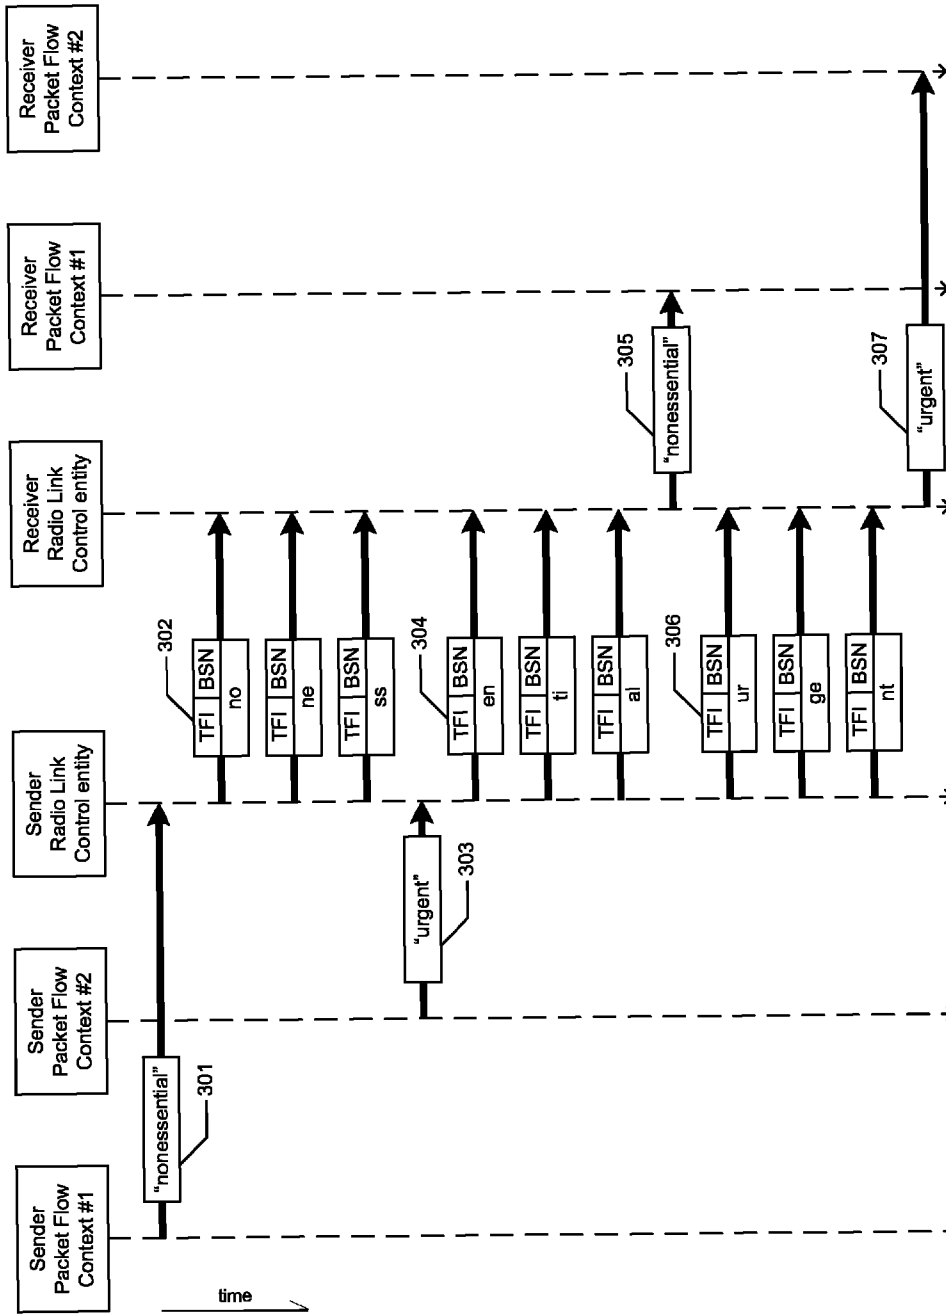 Sender
Packet Flow
Context #1
Sender
Packet Flow
Context #2
Sender
Radio Link
Control entity
Receiver
Radio Link
Control entity
Receiver
Packet Flow
Context #1
Receiver
Packet Flow
Context #2
time
"nonessential"
301
302
TFI BSN
no
TFI BSN
ne
TFI BSN
ss
"urgent"
303
304
TFI BSN
en
TFI BSN
ti
TFI BSN
al
305
"nonessential"
306
TFI BSN
ur
TFI BSN
ge
TFI BSN
nt
307
"urgent"